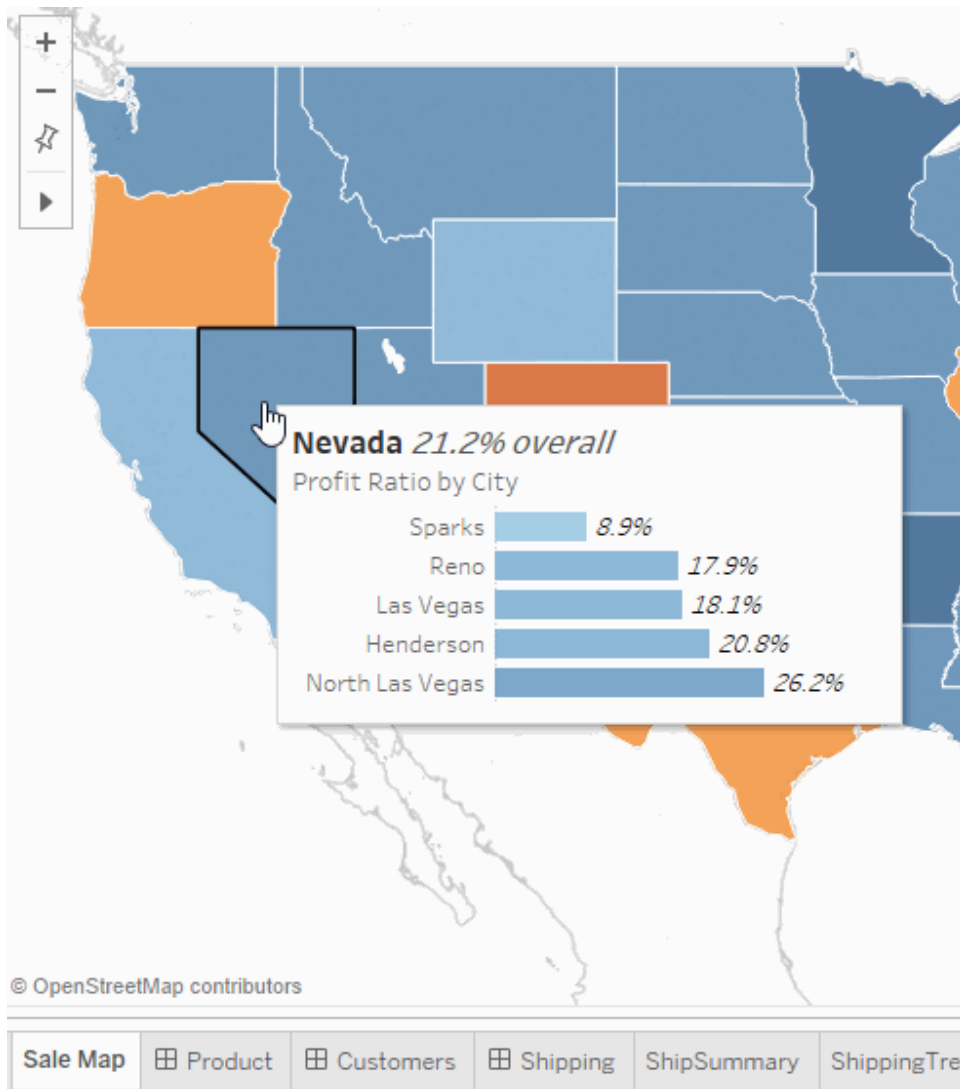 Nevada 21.2% overall
Profit Ratio by City
Sparks 8.9%
Reno 17.9%
Las Vegas 18.1%
Henderson 20.8%
North Las Vegas 26.2%
© OpenStreetMap contributors
Sale Map Product Customers Shipping ShipSummary ShippingTre